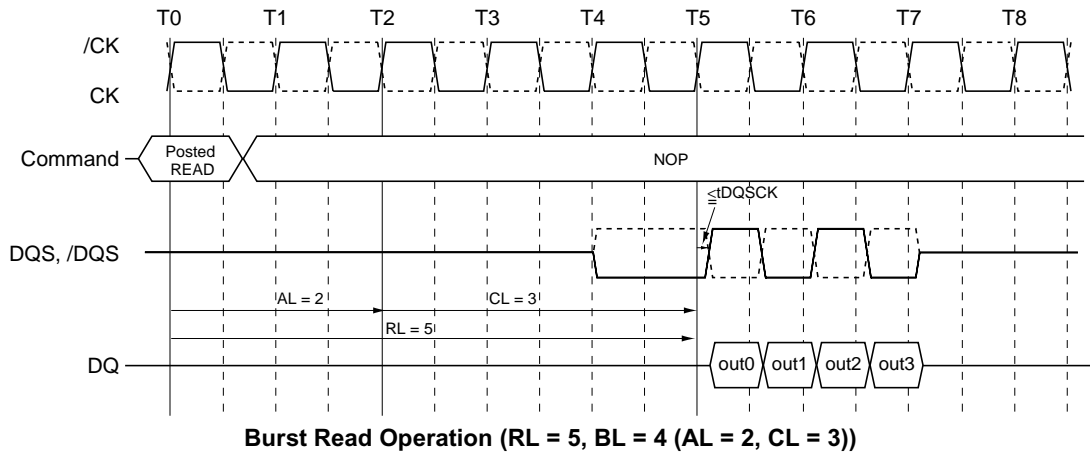 T0 T1 T2 T3 T4 T5 T6 T7 T8
/CK
CK
Command
Posted
READ
NOP
≦tDQSCK
DQS, /DQS
AL = 2 CL = 3
RL = 5
DQ out0 out1 out2 out3
Burst Read Operation (RL = 5, BL = 4 (AL = 2, CL = 3))